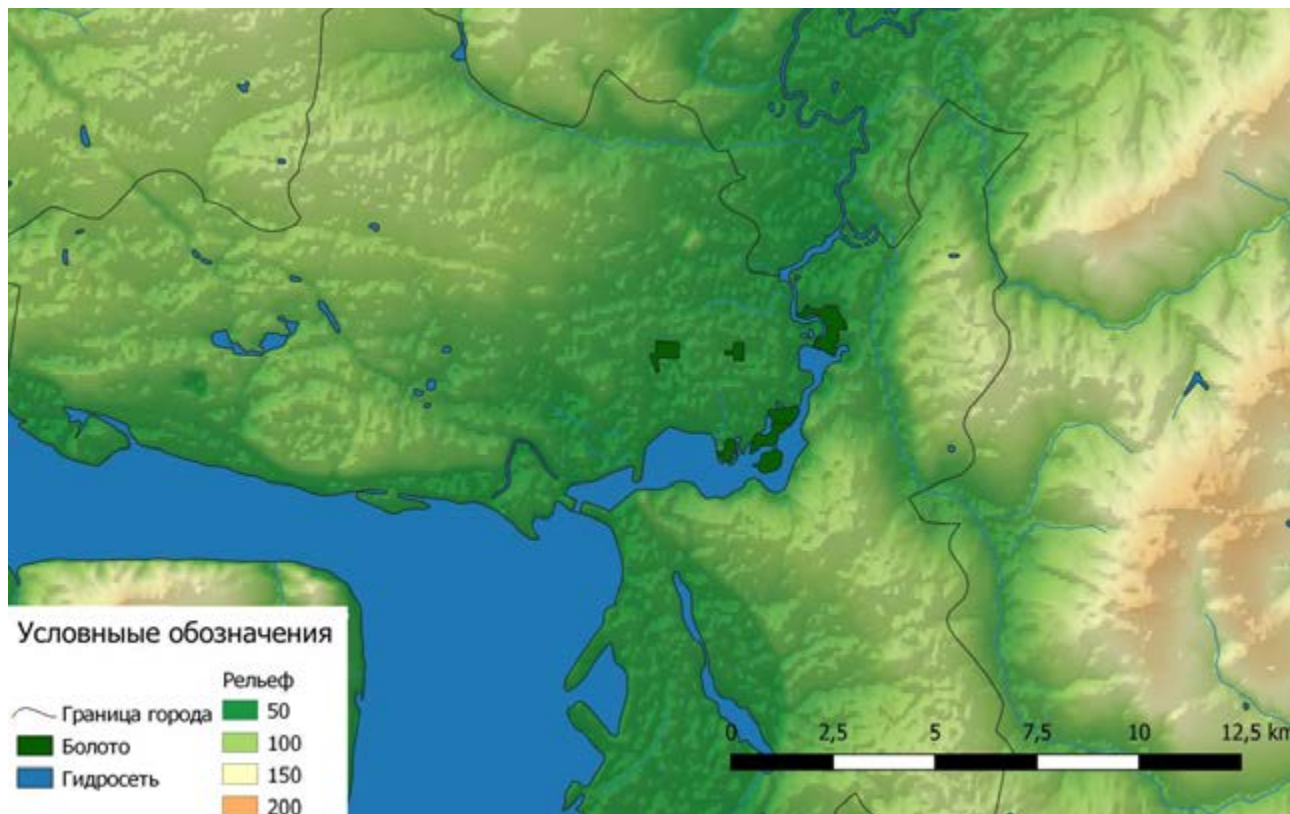 Условныые обозначения
Рельеф
Граница города
50
Болото
100
Гидросеть
150
200
0 2,5 5 7,5 10 12,5 km